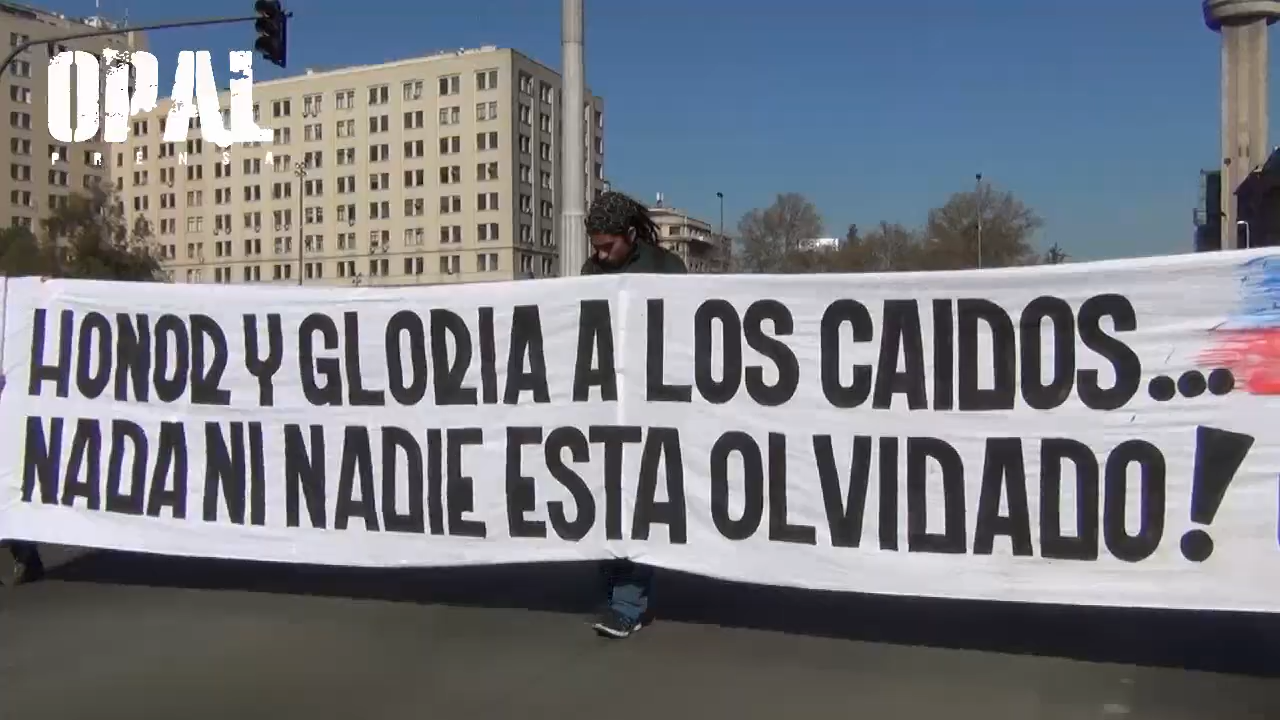 OPAL
PRENSA
HONOR Y GLORIA A LOS CAIDOS...
NADA NI NADIE ESTA OLVIDADO!